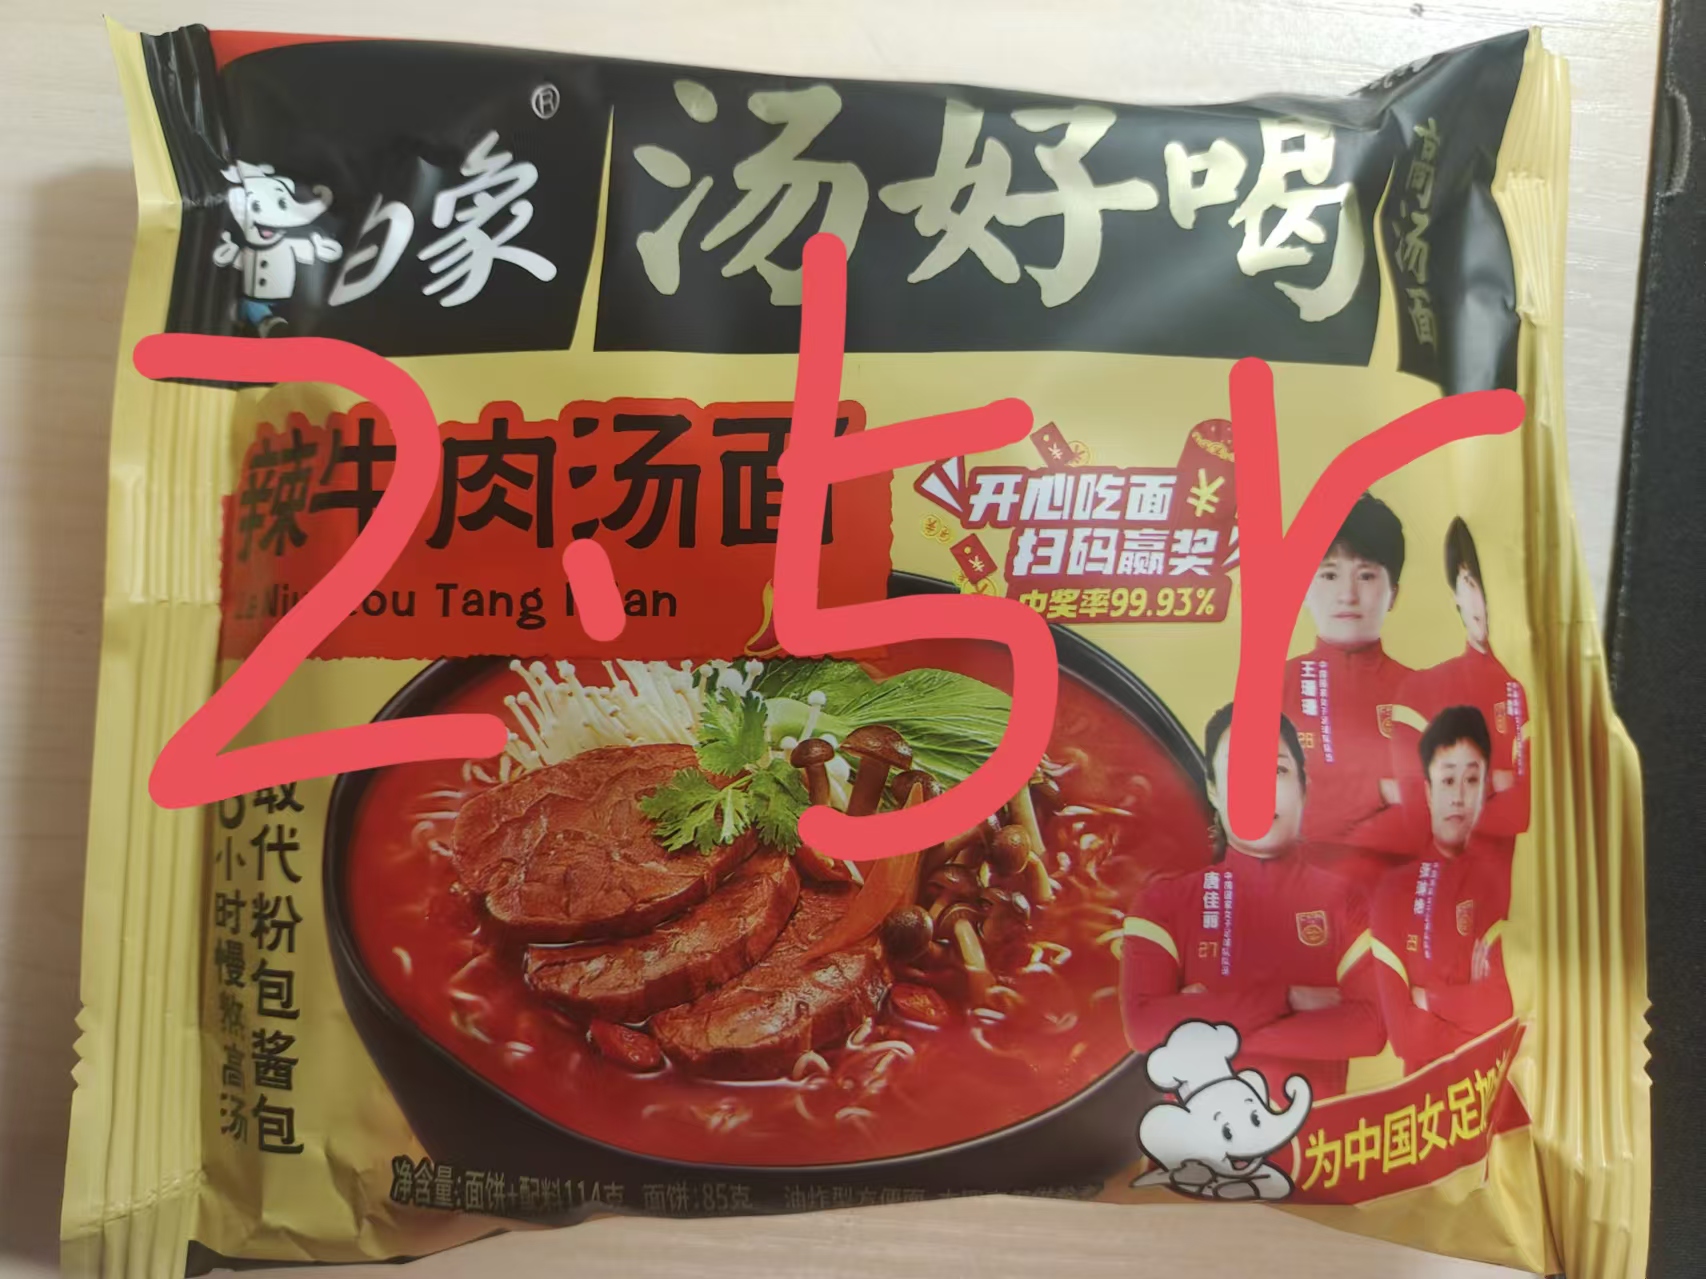 白象®
汤好喝
高汤面
2.5r
辣牛肉汤面
Tang
开心吃面
扫码赢奖
中奖率99.93%
王珊珊
26
唐佳丽
27
张琳艳
取代粉包酱包
小时慢熬高汤
净含量:面饼+配料114克 面饼:85克 油炸型方便面
为中国女足加油